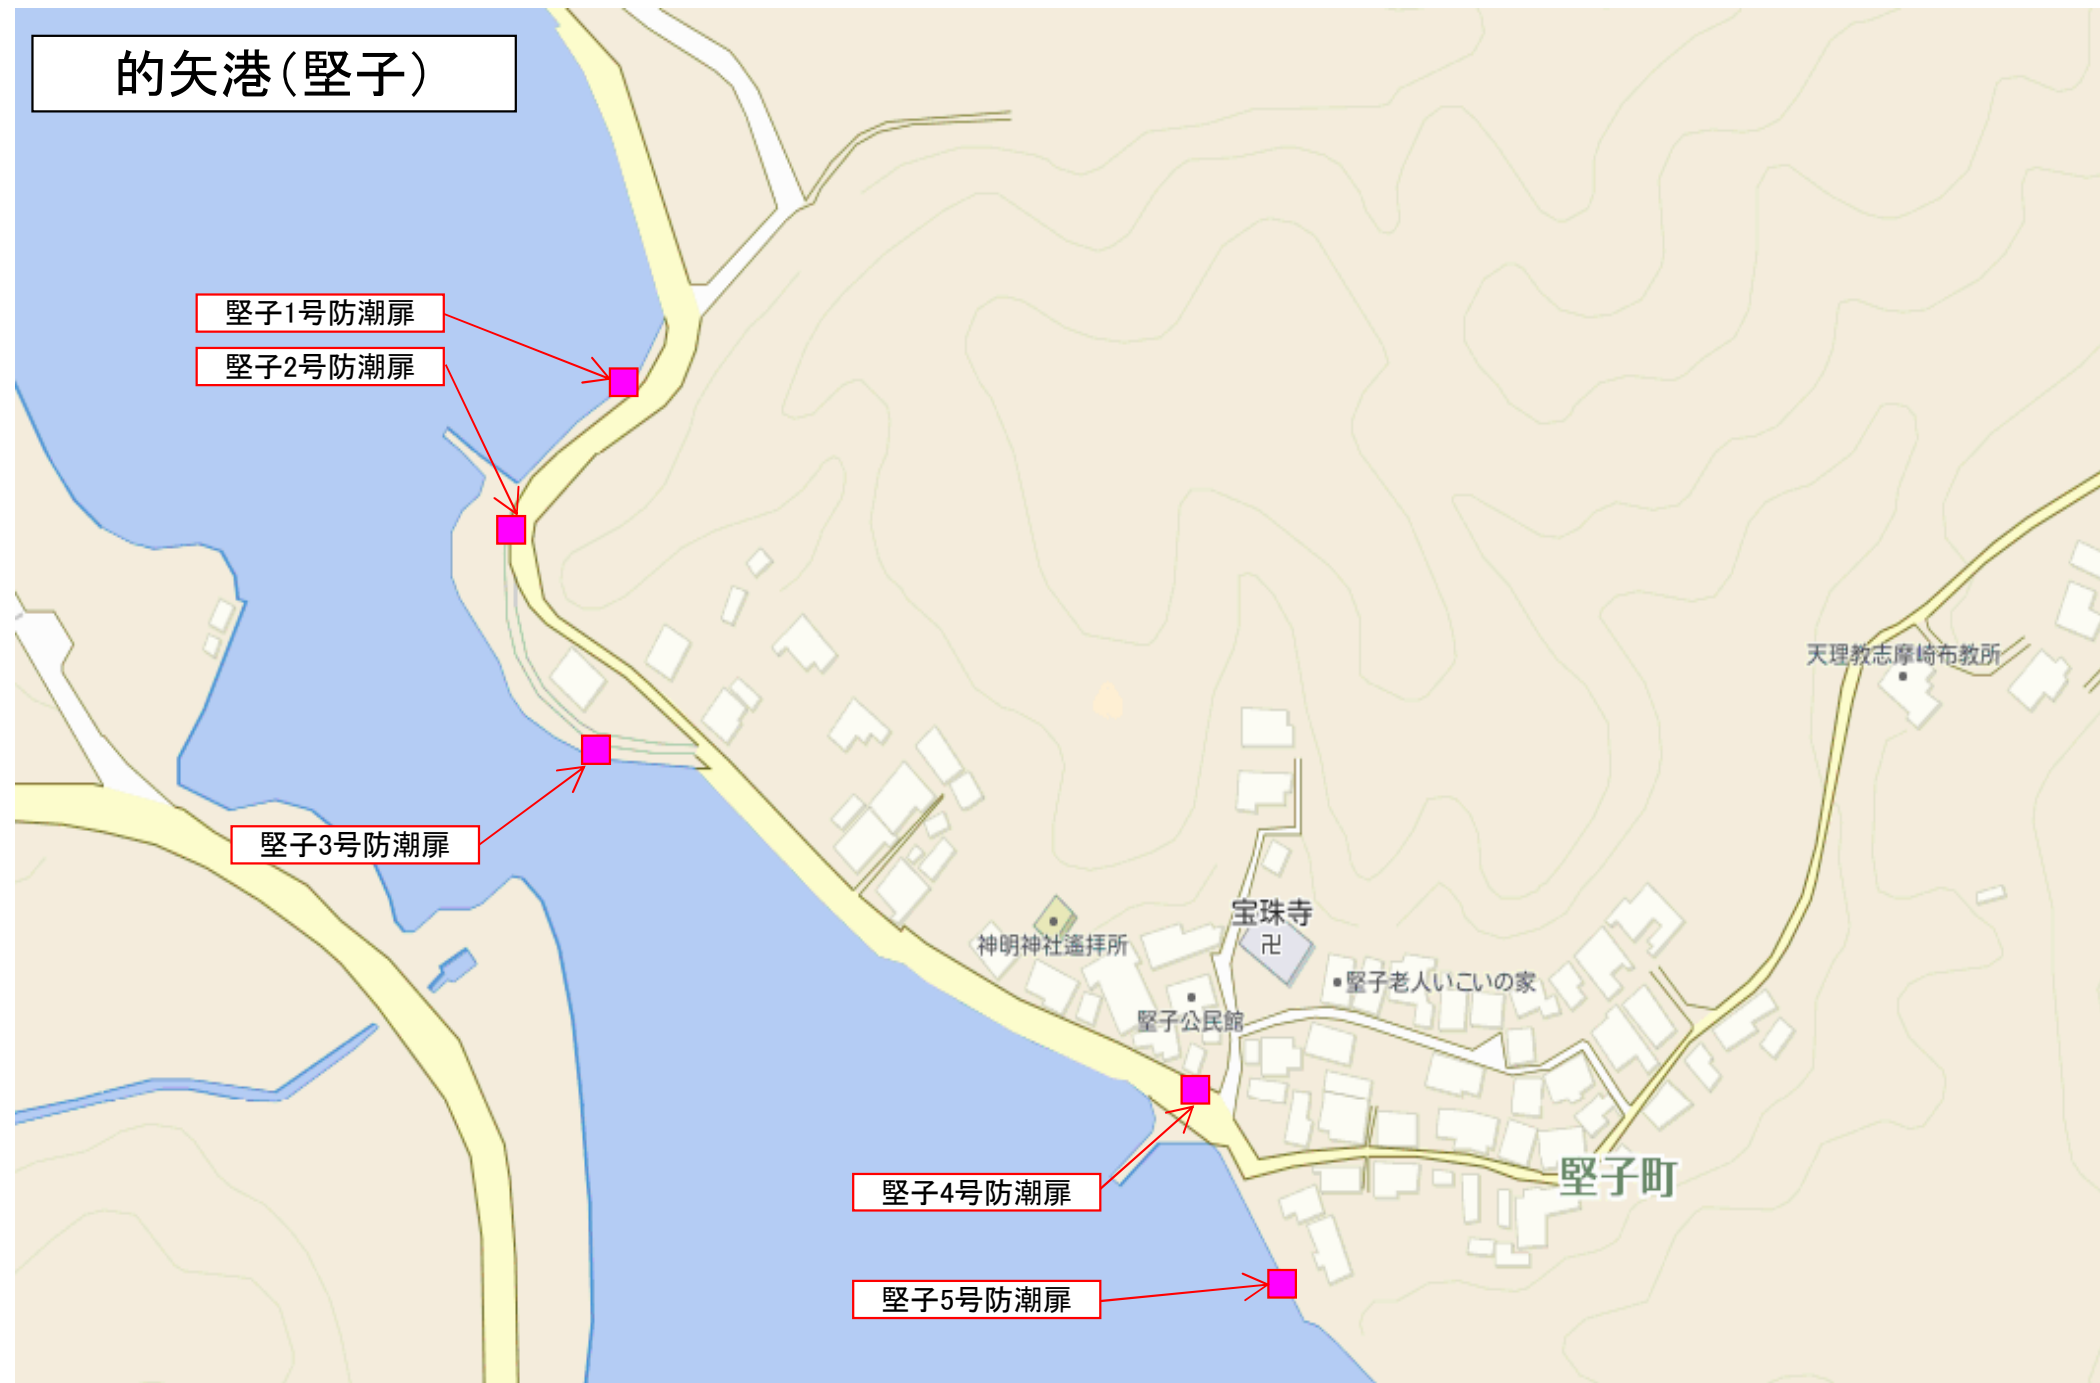 的矢港（堅子）
堅子1号防潮扉
堅子2号防潮扉
天理教志摩崎布教所
堅子3号防潮扉
宝珠寺
卍
神明神社遙拝所
堅子老人いこいの家
堅子公民館
堅子町
堅子4号防潮扉
堅子5号防潮扉